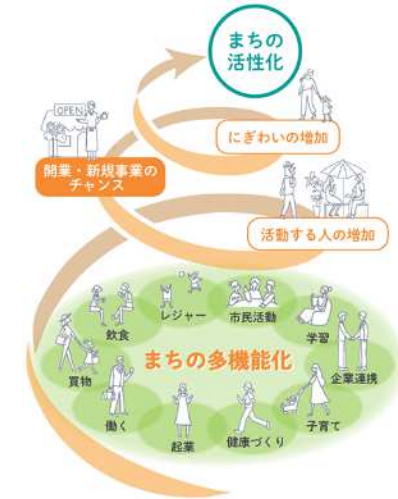 まちの
活性化
OPEN
にぎわいの増加
開業・新規事業の
チャンス
活動する人の増加
レジャー
市民活動
飲食
学習
まちの多機能化
買物
企業連携
働く
子育て
起業
健康づくり